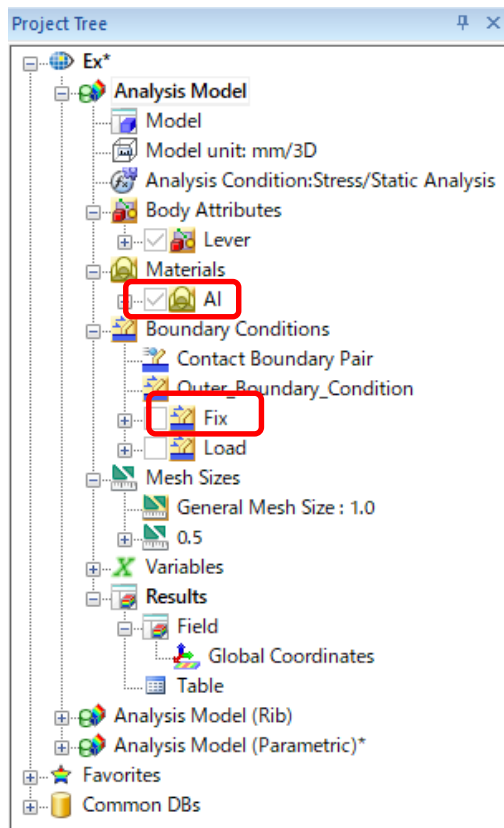 Project Tree
Ex*
Analysis Model
Model
Model unit: mm/3D
Analysis Condition:Stress/Static Analysis
Body Attributes
Lever
Materials
Al
Boundary Conditions
Contact Boundary Pair
Outer_Boundary_Condition
Fix
Load
Mesh Sizes
General Mesh Size : 1.0
0.5
Variables
Results
Field
Global Coordinates
Table
Analysis Model (Rib)
Analysis Model (Parametric)*
Favorites
Common DBs